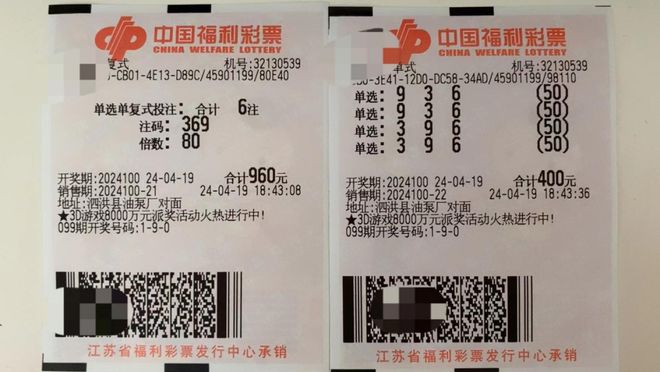 中国福利彩票
CHINA WELFARE LOTTERY
复式 机号:32130539
-CB01-4E13-D89C/45901199/80E40
单选单复式投注: 合计 6注
注码: 369
倍数: 80
开奖期:2024100 24-04-19 合计960元
销售期:2024100-21 24-04-19 18:43:08
地址:泗洪县油泵厂对面
★3D游戏8000万元派奖活动火热进行中!
099期开奖号码:1-9-0
江苏省福利彩票发行中心承销
中国福利彩票
CHINA WELFARE LOTTERY
单式 机号:32130539
-3E41-12D0-DC58-34AD/45901199/98110
单选: 9 3 6 (50)
单选: 9 3 6 (50)
单选: 3 9 6 (50)
单选: 3 9 6 (50)
开奖期:2024100 24-04-19 合计400元
销售期:2024100-22 24-04-19 18:43:36
地址:泗洪县油泵厂对面
★3D游戏8000万元派奖活动火热进行中!
099期开奖号码:1-9-0
江苏省福利彩票发行中心承销